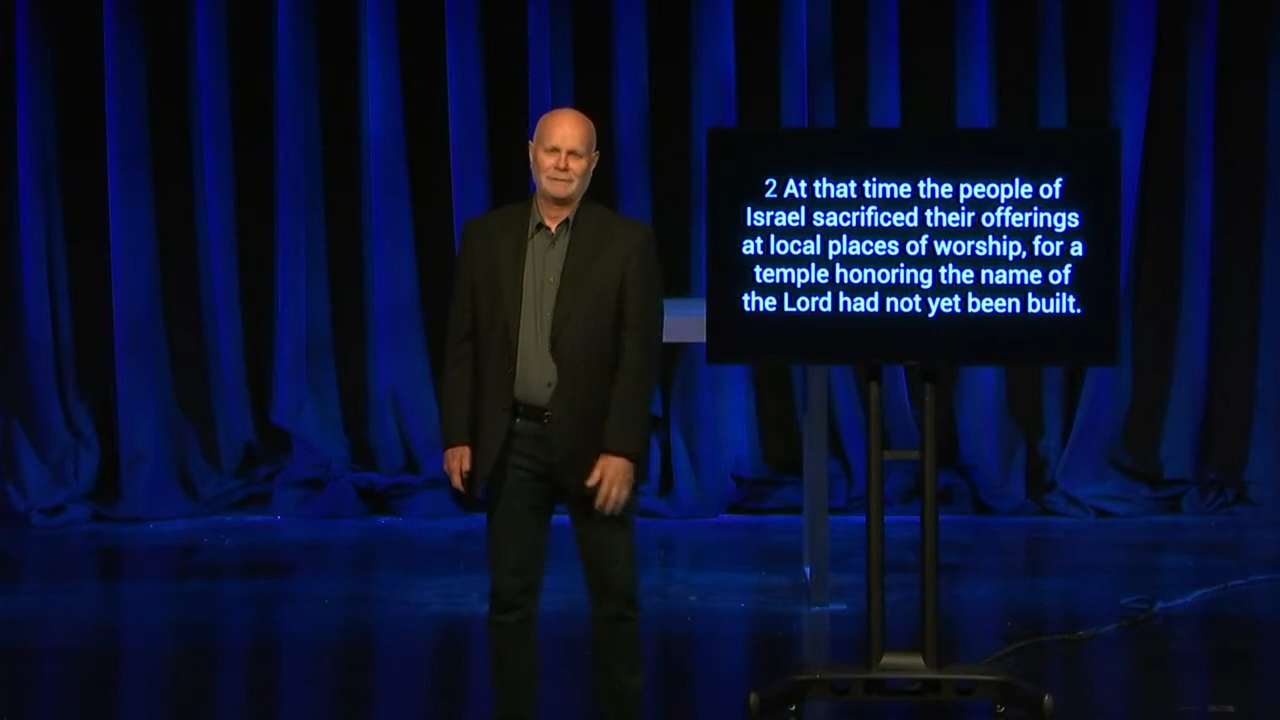 2 At that time the people of
Israel sacrificed their offerings
at local places of worship, for a
temple honoring the name of
the Lord had not yet been built.